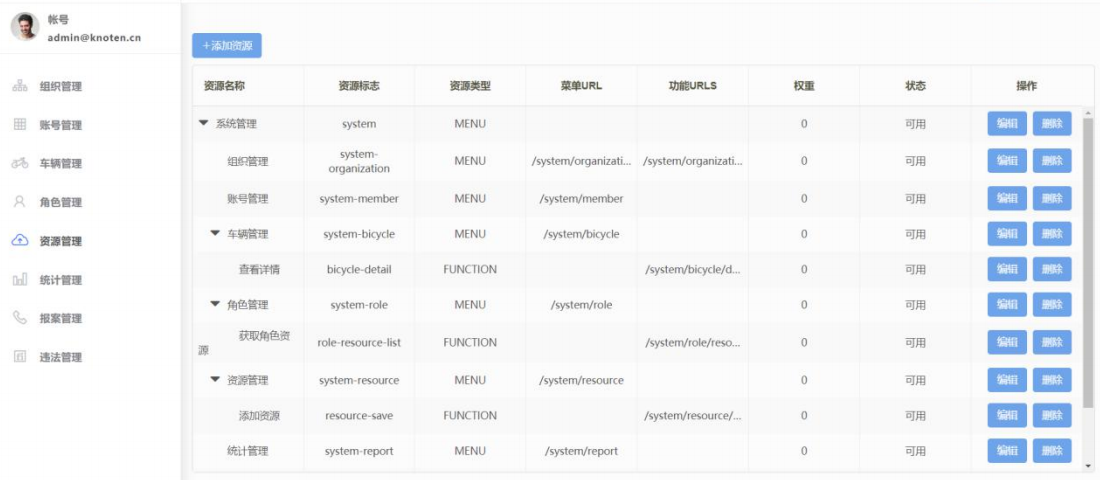 帐号
admin@knoten.cn
组织管理
账号管理
车辆管理
角色管理
资源管理
统计管理
报案管理
违法管理
+添加资源
资源名称 资源标志 资源类型 菜单URL 功能URLS 权重 状态 操作
系统管理 system MENU 0 可用 编辑 删除
组织管理 system-organization MENU /system/organizati... /system/organizati... 0 可用 编辑 删除
账号管理 system-member MENU /system/member 0 可用 编辑 删除
车辆管理 system-bicycle MENU /system/bicycle 0 可用 编辑 删除
查看详情 bicycle-detail FUNCTION /system/bicycle/d... 0 可用 编辑 删除
角色管理 system-role MENU /system/role 0 可用 编辑 删除
获取角色资源 role-resource-list FUNCTION /system/role/reso... 0 可用 编辑 删除
资源管理 system-resource MENU /system/resource 0 可用 编辑 删除
添加资源 resource-save FUNCTION /system/resource/... 0 可用 编辑 删除
统计管理 system-report MENU /system/report 0 可用 编辑 删除